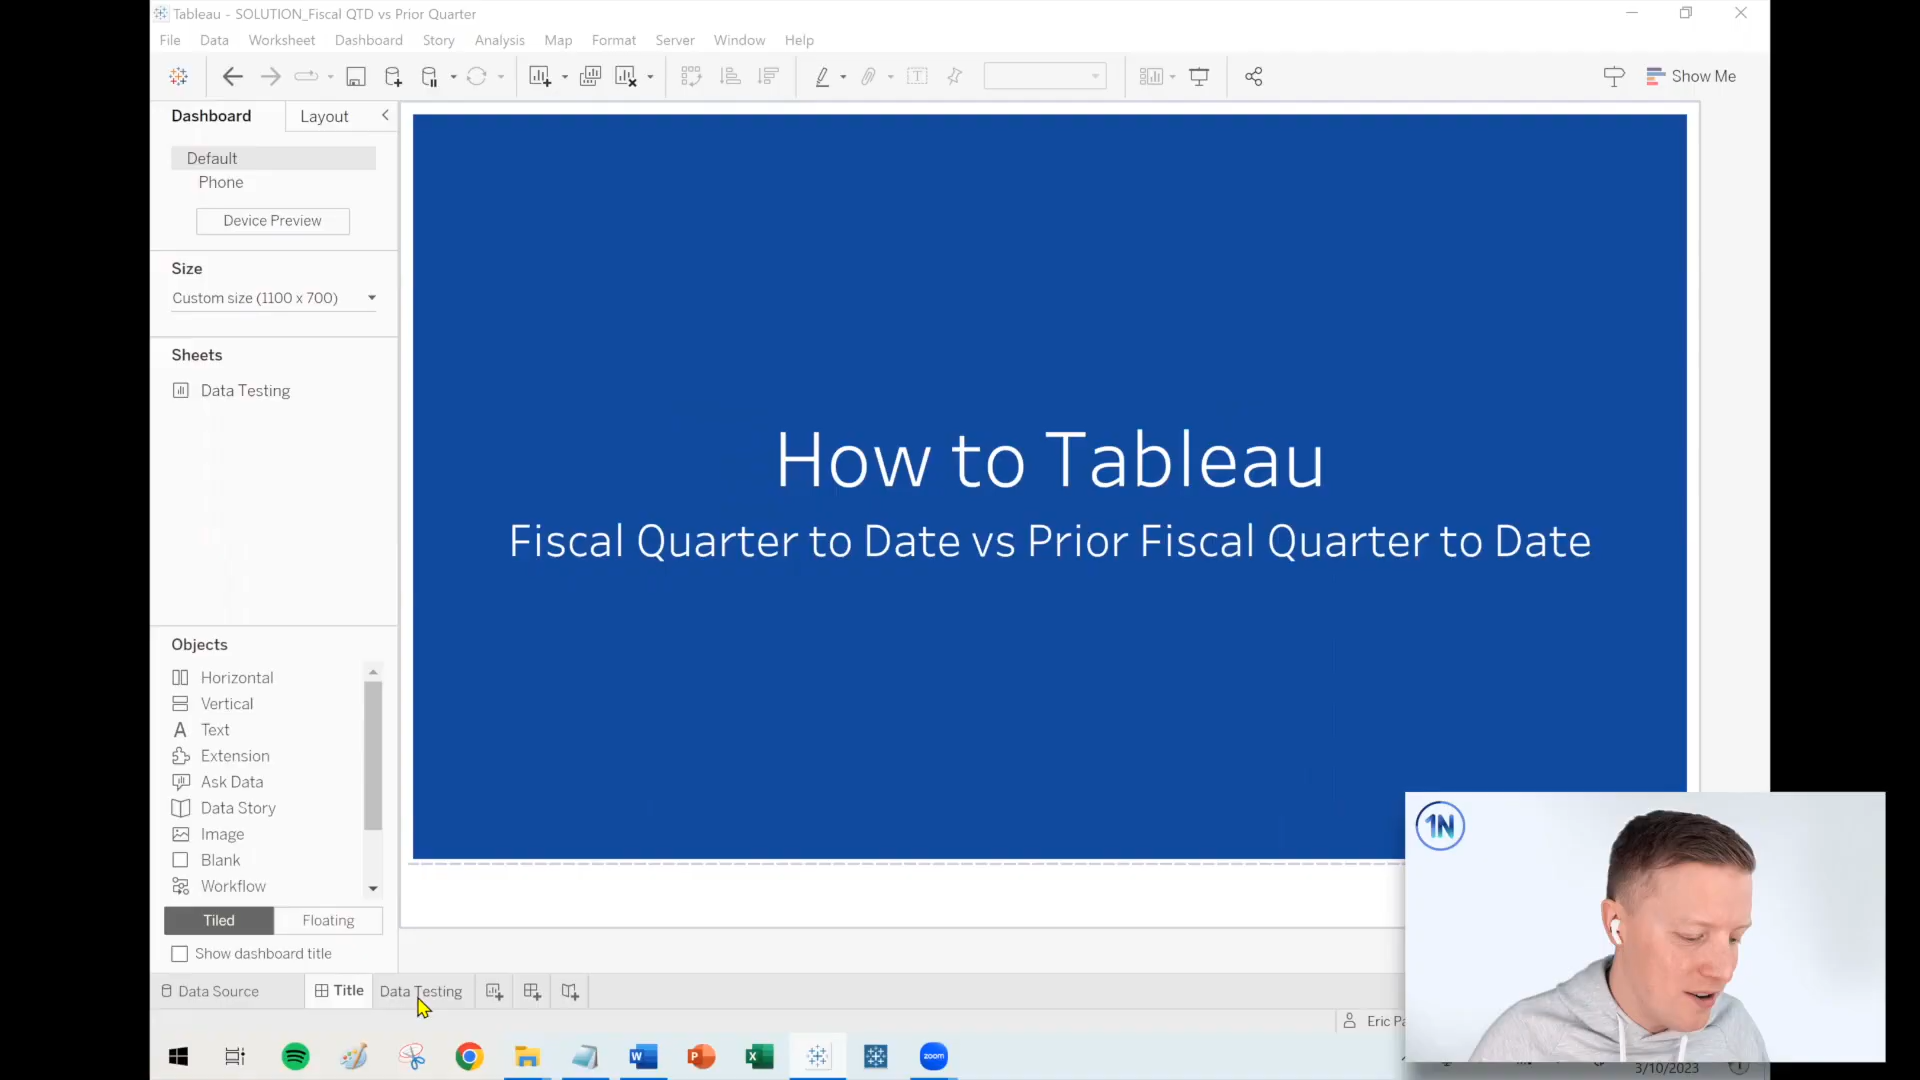 Tableau - SOLUTION_Fiscal QTD vs Prior Quarter
File Data Worksheet Dashboard Story Analysis Map Format Server Window Help
Show Me
Dashboard Layout
Default
Phone
Device Preview
Size
Custom size (1100 x 700)
Sheets
Data Testing
How to Tableau
Fiscal Quarter to Date vs Prior Fiscal Quarter to Date
Objects
Horizontal
Vertical
A Text
Extension
Ask Data
Data Story
Image
Blank
Workflow
Tiled Floating
Show dashboard title
1N
Data Source Title Data Testing
Eric Pa
W P X zoom
3/10/2023